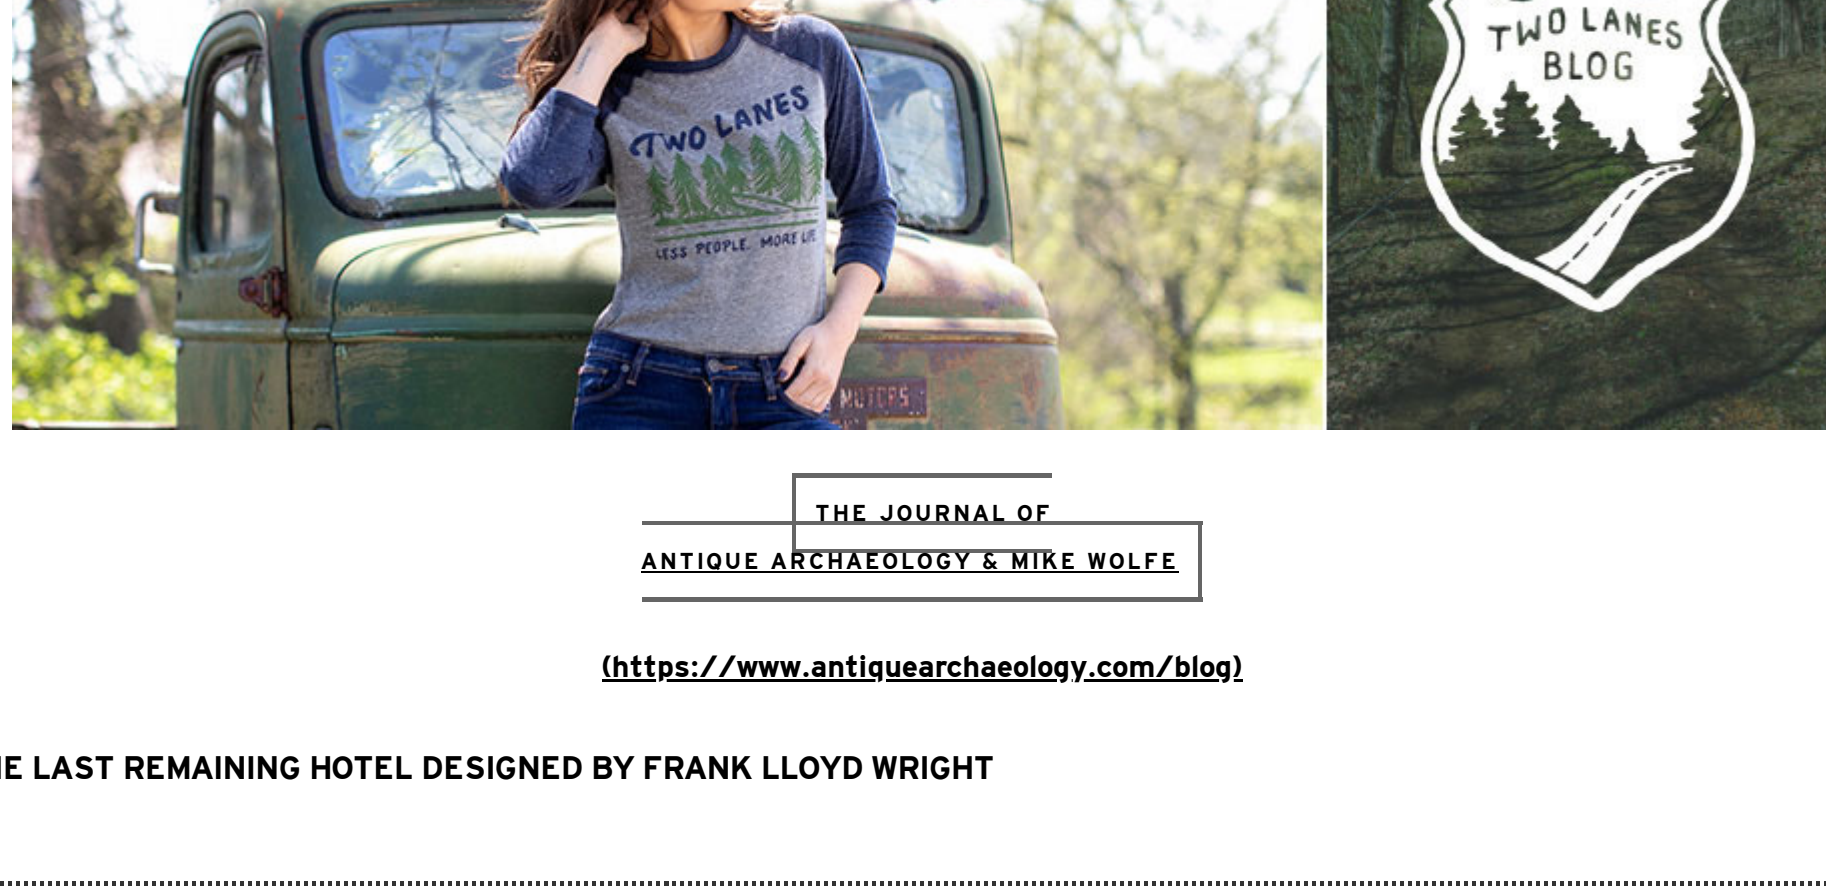 TWO LANES
BLOG
TWO LANES
LESS PEOPLE. MORE LIFE
MOTORS
THE JOURNAL OF
ANTIQUE ARCHAEOLOGY & MIKE WOLFE
(https://www.antiquearchaeology.com/blog)
E LAST REMAINING HOTEL DESIGNED BY FRANK LLOYD WRIGHT